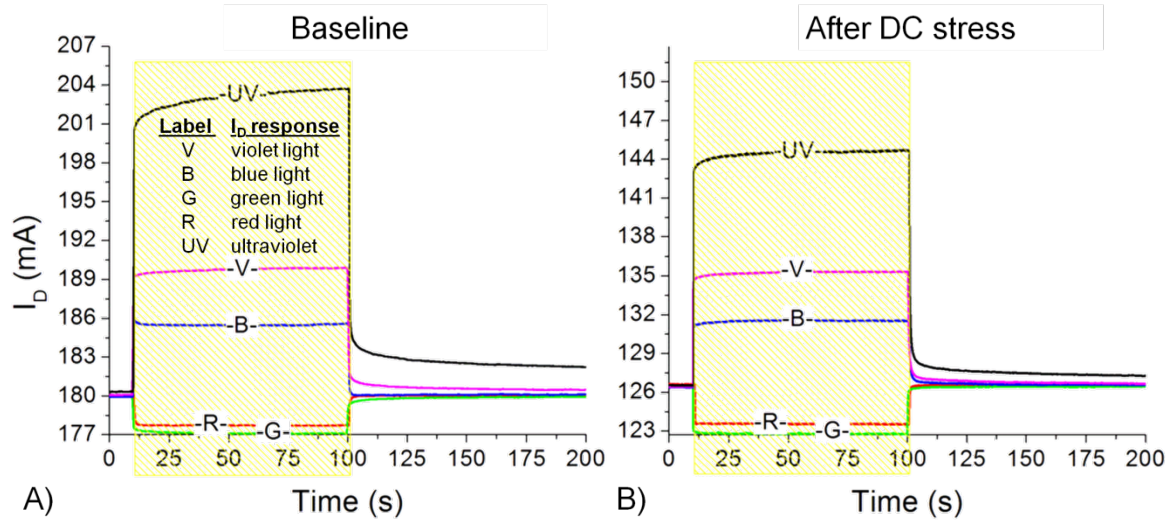 Baseline
After DC stress
207
204
201
198
195
192
189
186
183
180
177
I_D (mA)
-UV-
Label I_D response
V violet light
B blue light
G green light
R red light
UV ultraviolet
-V-
-B-
-R-
-G-
0 25 50 75 100 125 150 175 200
Time (s)
A)
150
147
144
141
138
135
132
129
126
123
-UV-
-V-
-B-
-R-
-G-
0 25 50 75 100 125 150 175 200
Time (s)
B)